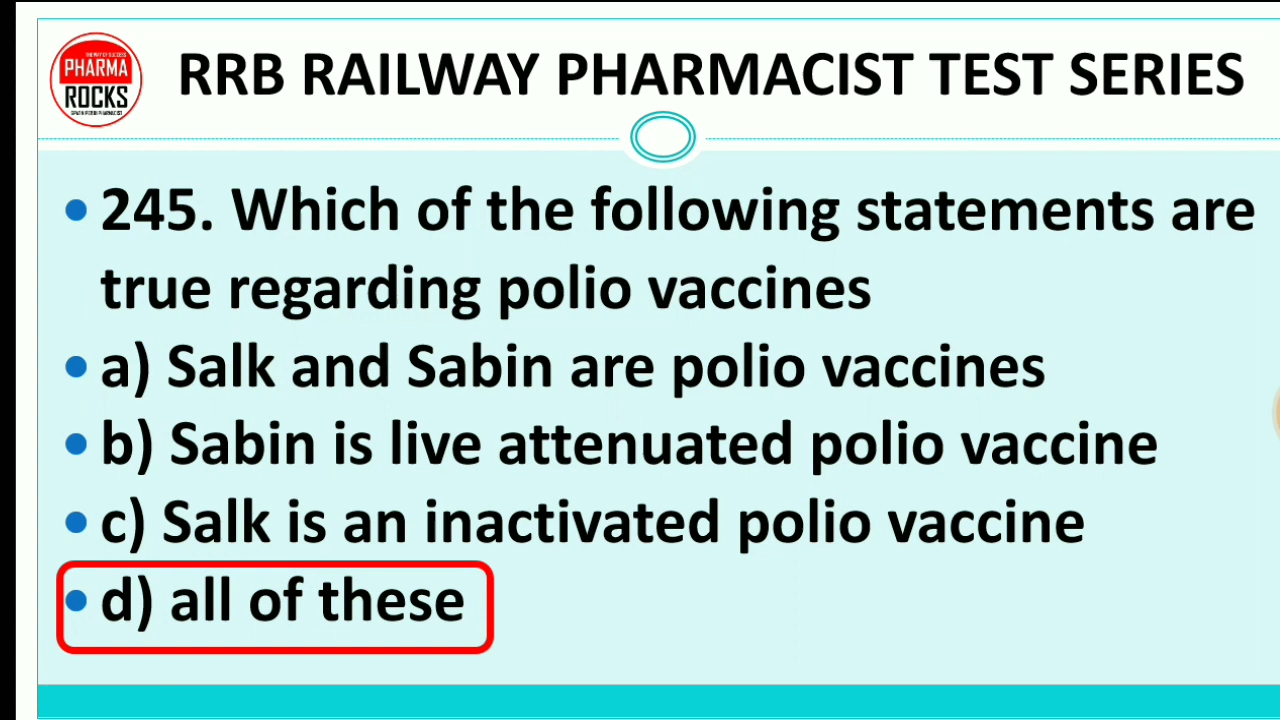 PHARMA
ROCKS
RRB RAILWAY PHARMACIST TEST SERIES
245. Which of the following statements are
true regarding polio vaccines
a) Salk and Sabin are polio vaccines
b) Sabin is live attenuated polio vaccine
c) Salk is an inactivated polio vaccine
d) all of these